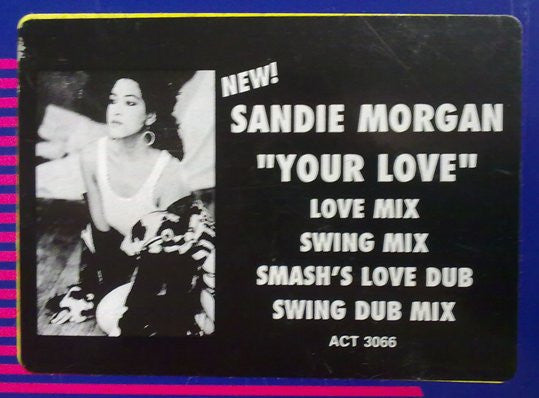 NEW!
SANDIE MORGAN
"YOUR LOVE"
LOVE MIX
SWING MIX
SMASH'S LOVE DUB
SWING DUB MIX
ACT 3066